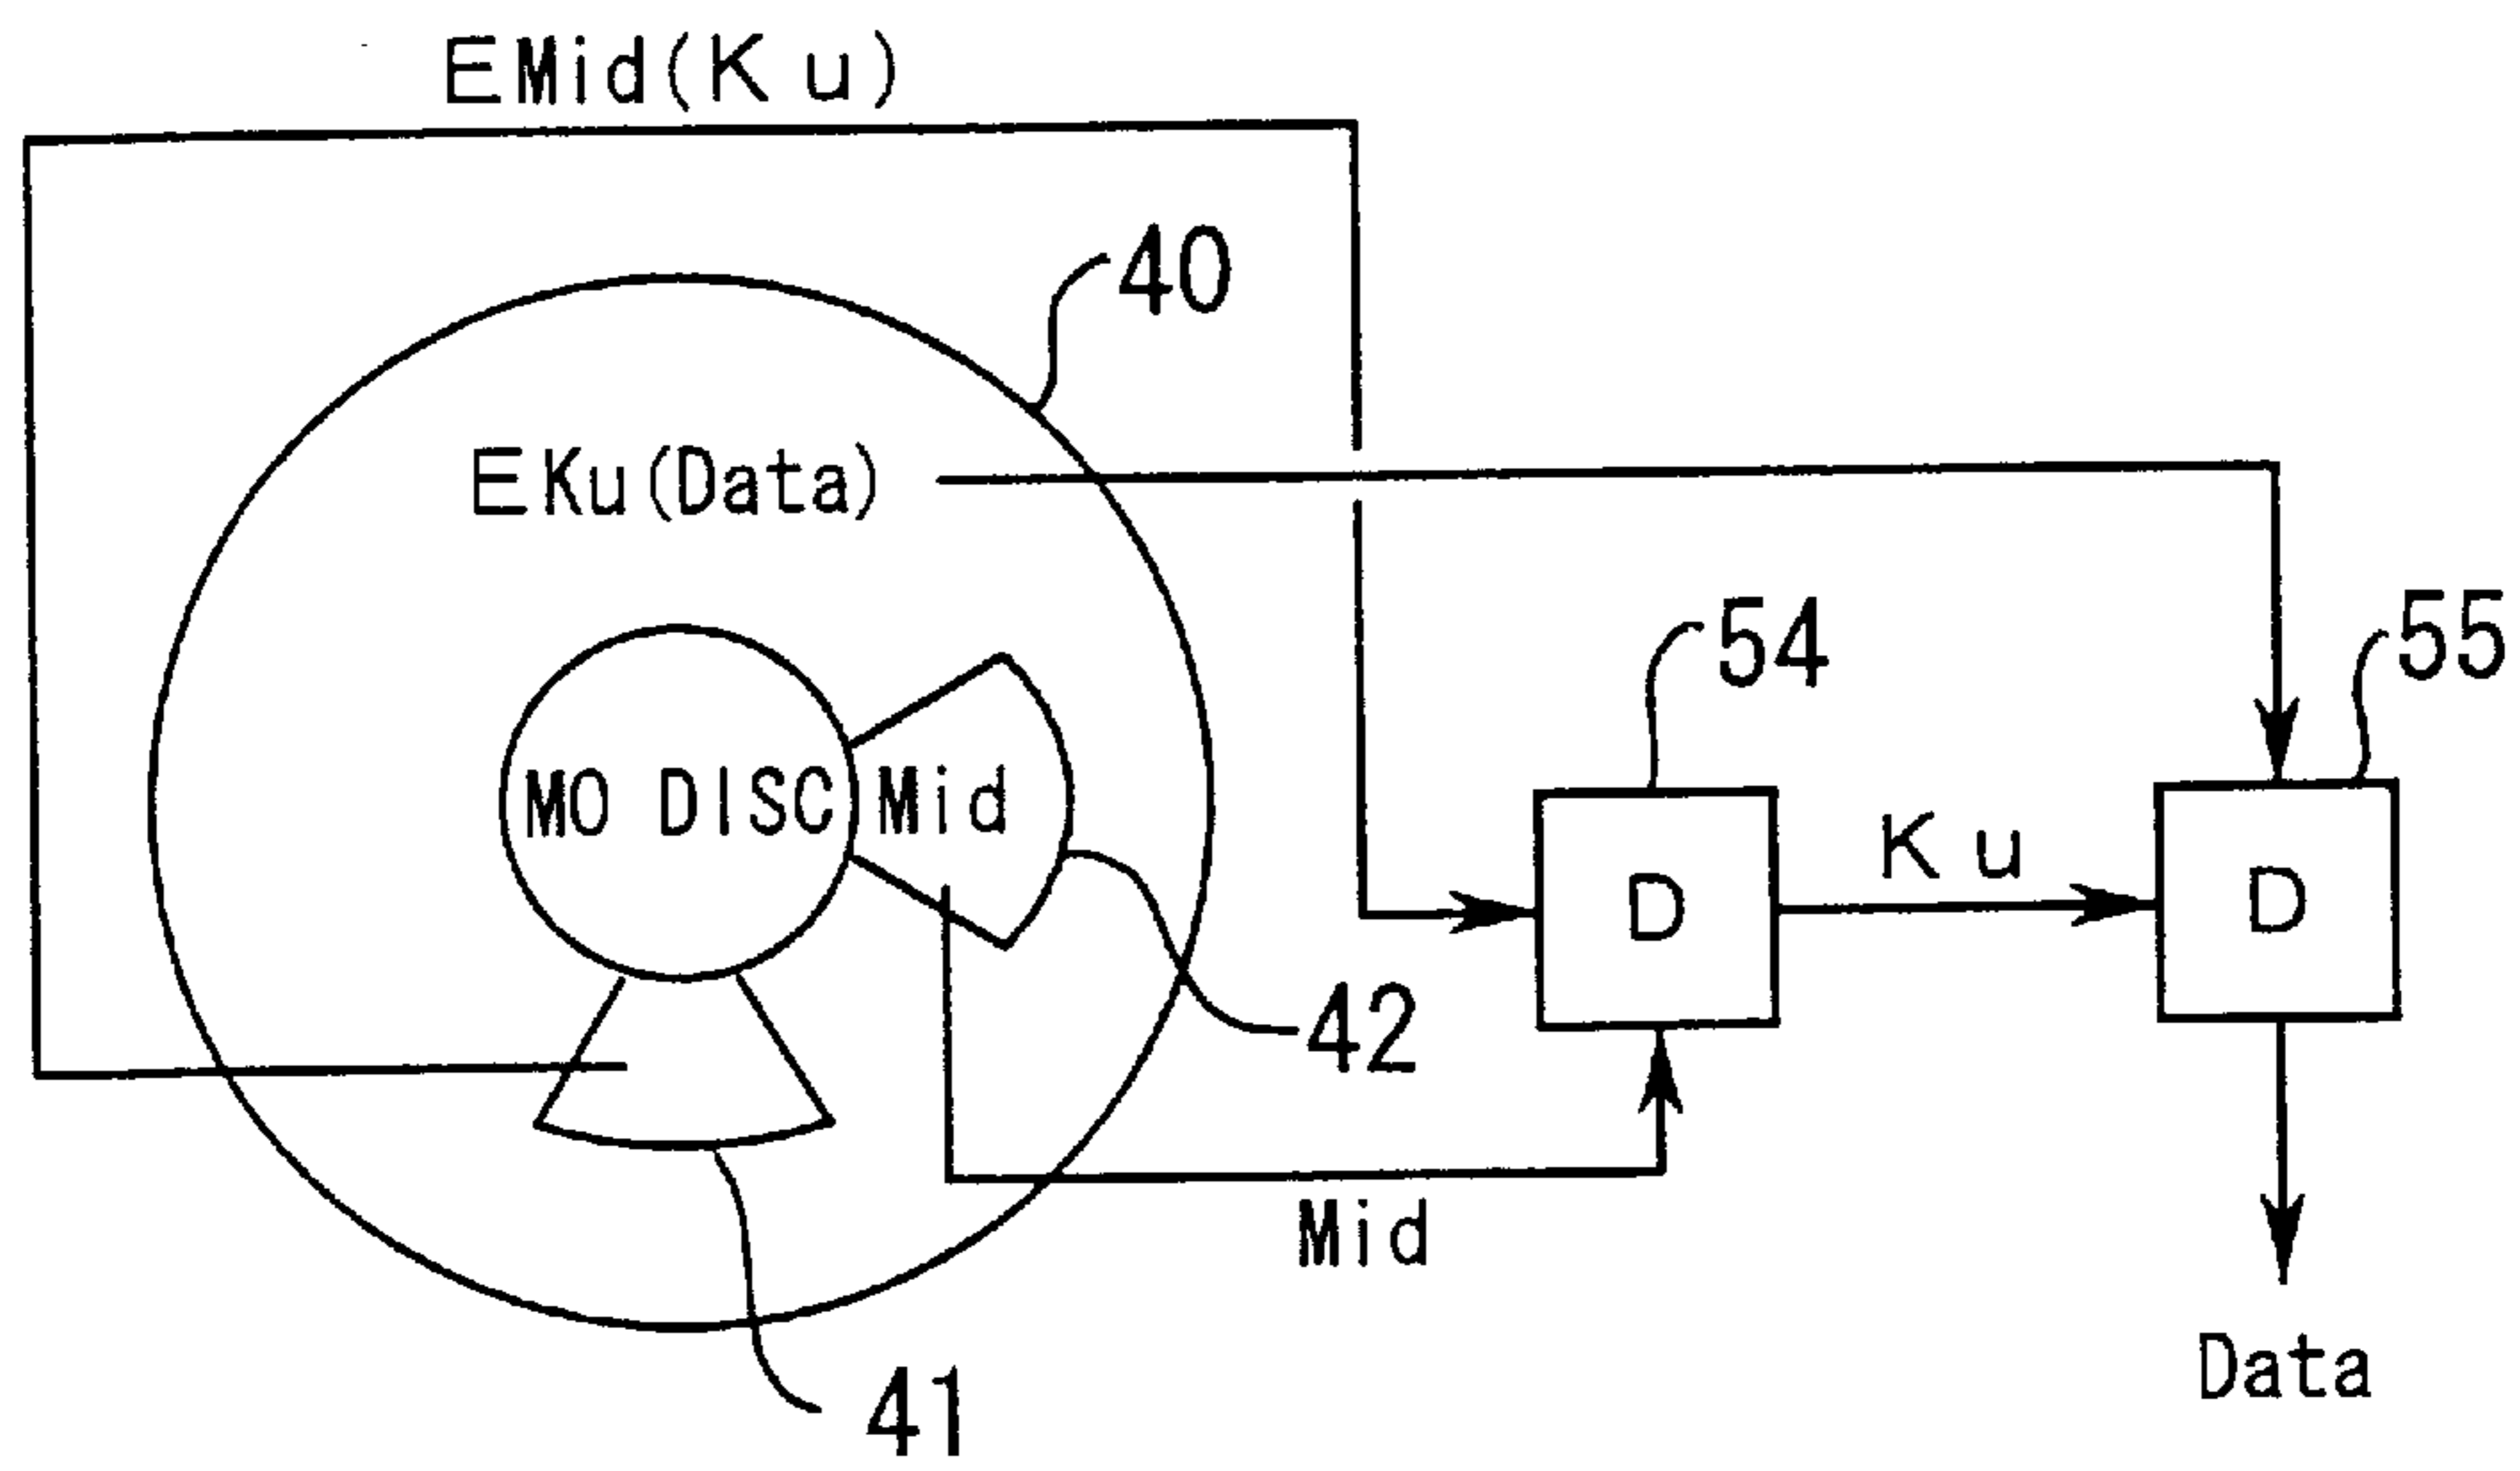 EMid(Ku)
40
EKu(Data)
54
55
MO DISC
Mid
Ku
D
D
42
Mid
Data
41